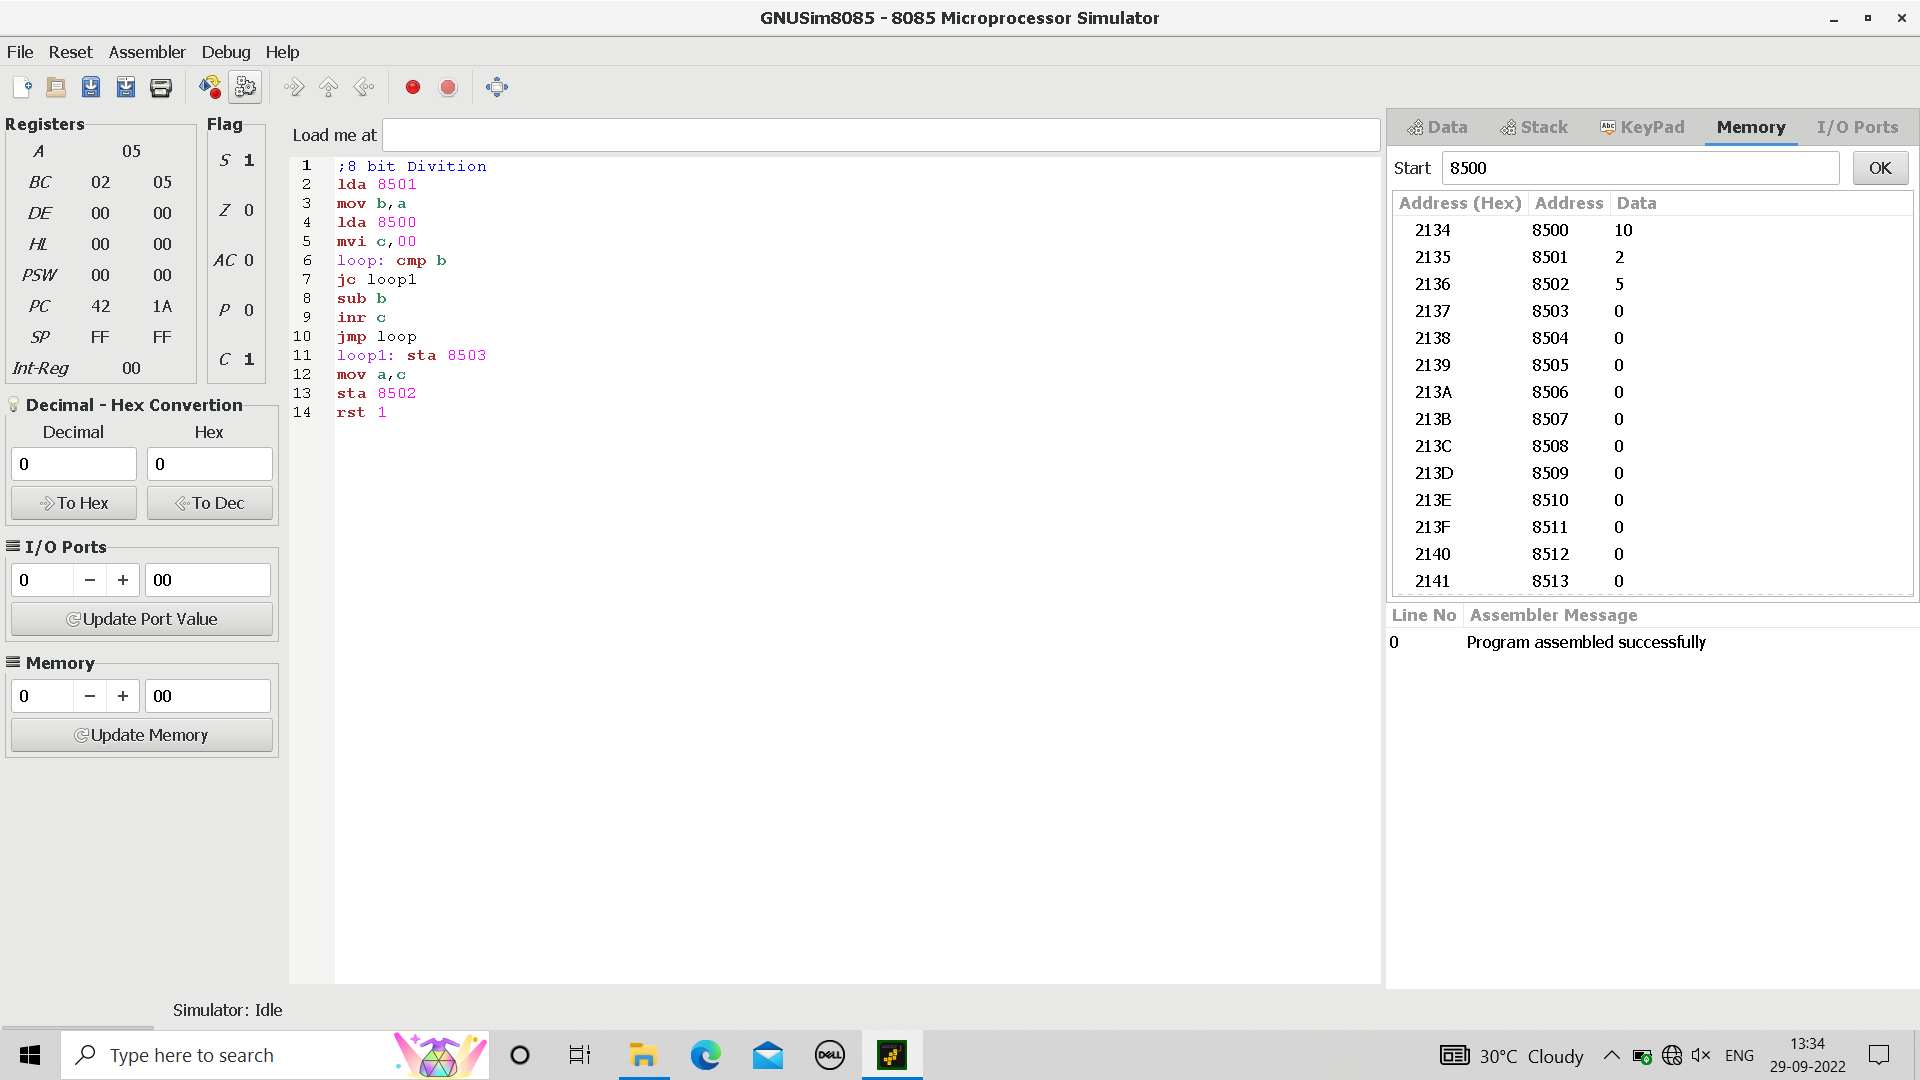 GNUSim8085 - 8085 Microprocessor Simulator
File Reset Assembler Debug Help
Registers
A 05
BC 02 05
DE 00 00
HL 00 00
PSW 00 00
PC 42 1A
SP FF FF
Int-Reg 00
Flag
S 1
Z 0
AC 0
P 0
C 1
Decimal - Hex Convertion
Decimal Hex
0 0
To Hex To Dec
I/O Ports
0 − + 00
Update Port Value
Memory
0 − + 00
Update Memory
Load me at
1 ;8 bit Divition
2 lda 8501
3 mov b,a
4 lda 8500
5 mvi c,00
6 loop: cmp b
7 jc loop1
8 sub b
9 inr c
10 jmp loop
11 loop1: sta 8503
12 mov a,c
13 sta 8502
14 rst 1
Data Stack Abc KeyPad Memory I/O Ports
Start 8500 OK
Address (Hex) Address Data
2134 8500 10
2135 8501 2
2136 8502 5
2137 8503 0
2138 8504 0
2139 8505 0
213A 8506 0
213B 8507 0
213C 8508 0
213D 8509 0
213E 8510 0
213F 8511 0
2140 8512 0
2141 8513 0
Line No Assembler Message
0 Program assembled successfully
Simulator: Idle
Type here to search
DELL
30°C Cloudy
ENG
13:34
29-09-2022